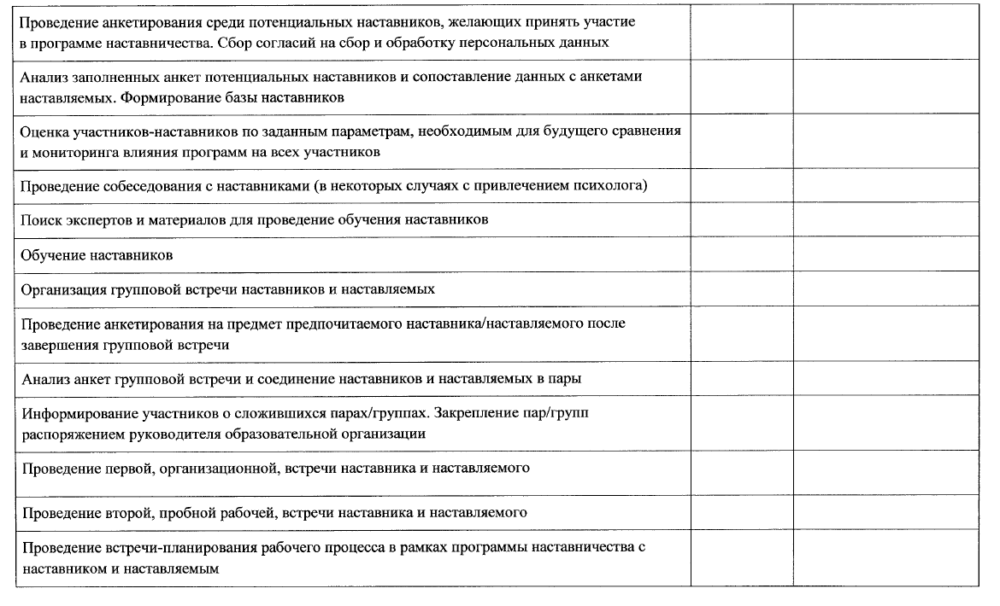 Проведение анкетирования среди потенциальных наставников, желающих принять участие
в программе наставничества. Сбор согласий на сбор и обработку персональных данных
Анализ заполненных анкет потенциальных наставников и сопоставление данных с анкетами
наставляемых. Формирование базы наставников
Оценка участников-наставников по заданным параметрам, необходимым для будущего сравнения
и мониторинга влияния программ на всех участников
Проведение собеседования с наставниками (в некоторых случаях с привлечением психолога)
Поиск экспертов и материалов для проведение обучения наставников
Обучение наставников
Организация групповой встречи наставников и наставляемых
Проведение анкетирования на предмет предпочитаемого наставника/наставляемого после
завершения групповой встречи
Анализ анкет групповой встречи и соединение наставников и наставляемых в пары
Информирование участников о сложившихся парах/группах. Закрепление пар/групп
распоряжением руководителя образовательной организации
Проведение первой, организационной, встречи наставника и наставляемого
Проведение второй, пробной рабочей, встречи наставника и наставляемого
Проведение встречи-планирования рабочего процесса в рамках программы наставничества с
наставником и наставляемым